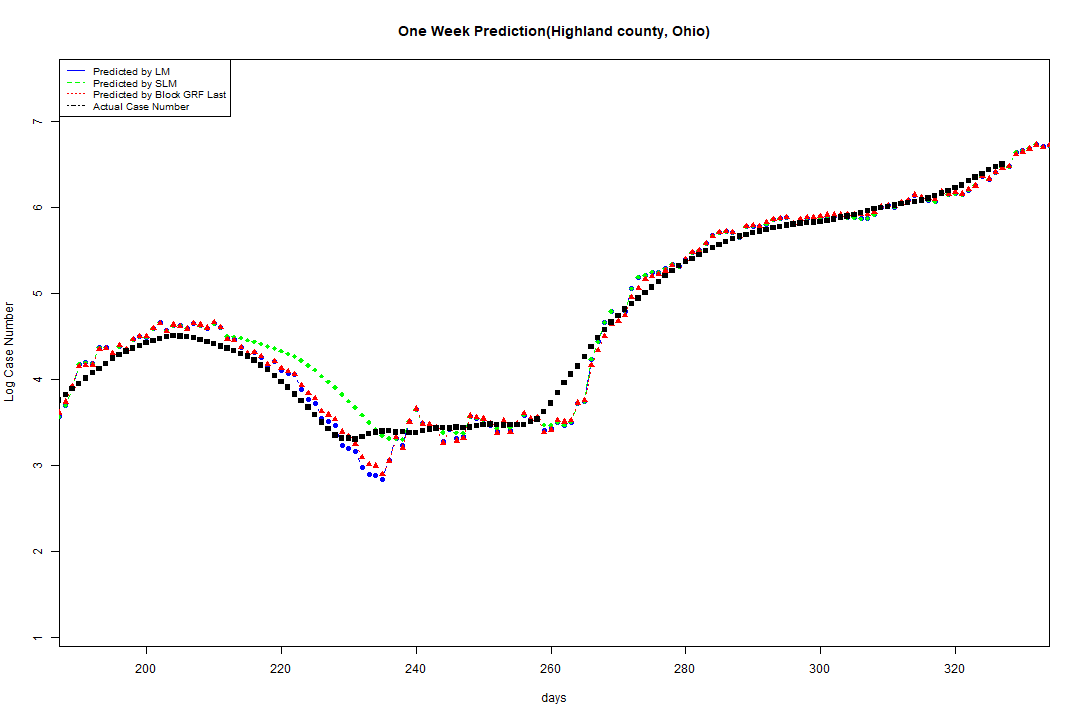 One Week Prediction(Highland county, Ohio)
Predicted by LM
Predicted by SLM
Predicted by Block GRF Last
Actual Case Number
7
6
5
4
3
2
1
Log Case Number
200 220 240 260 280 300 320
days